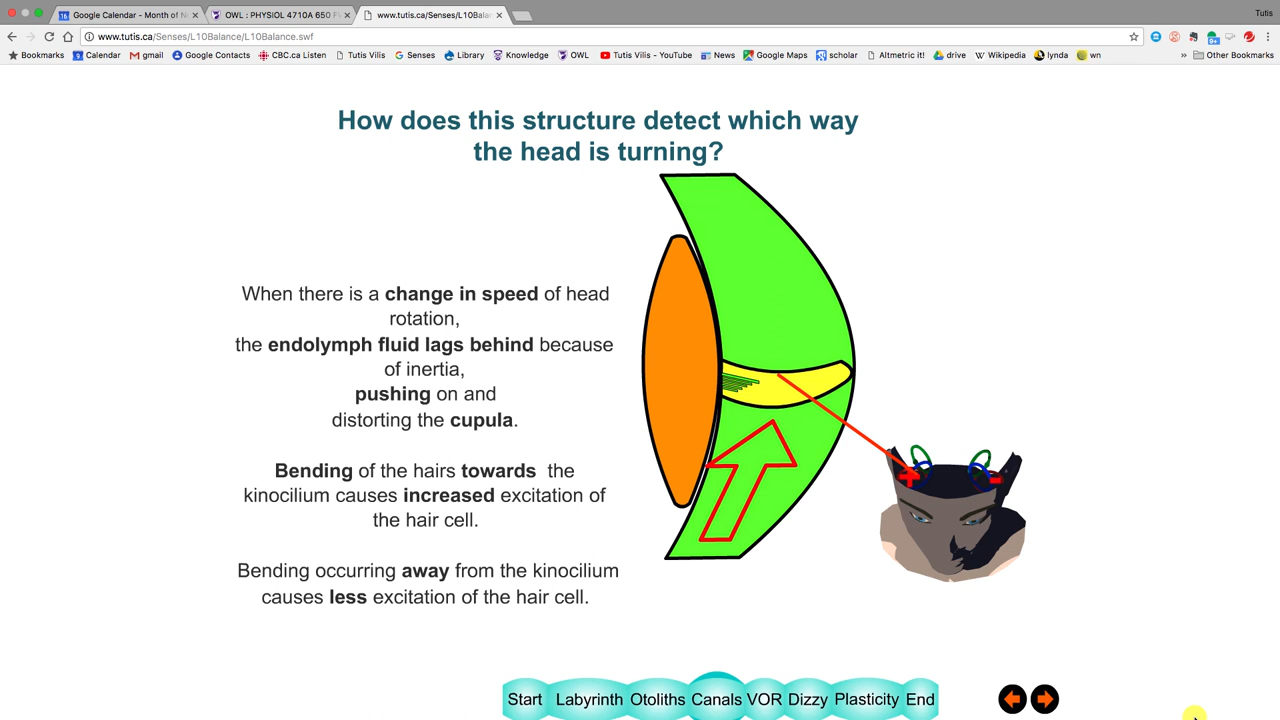 Google Calendar - Month of N
OWL : PHYSIOL 4710A 650 F
www.tutis.ca/Senses/L10Bala
Tutis
www.tutis.ca/Senses/L10Balance/L10Balance.swf
Bookmarks Calendar gmail Google Contacts CBC.ca Listen Tutis Vilis Senses Library Knowledge OWL Tutis Vilis - YouTube News Google Maps scholar Altmetric it! drive Wikipedia lynda wn » Other Bookmarks
How does this structure detect which way
the head is turning?
When there is a change in speed of head
rotation,
the endolymph fluid lags behind because
of inertia,
pushing on and
distorting the cupula.
Bending of the hairs towards the
kinocilium causes increased excitation of
the hair cell.
Bending occurring away from the kinocilium
causes less excitation of the hair cell.
Start Labyrinth Otoliths Canals VOR Dizzy Plasticity End